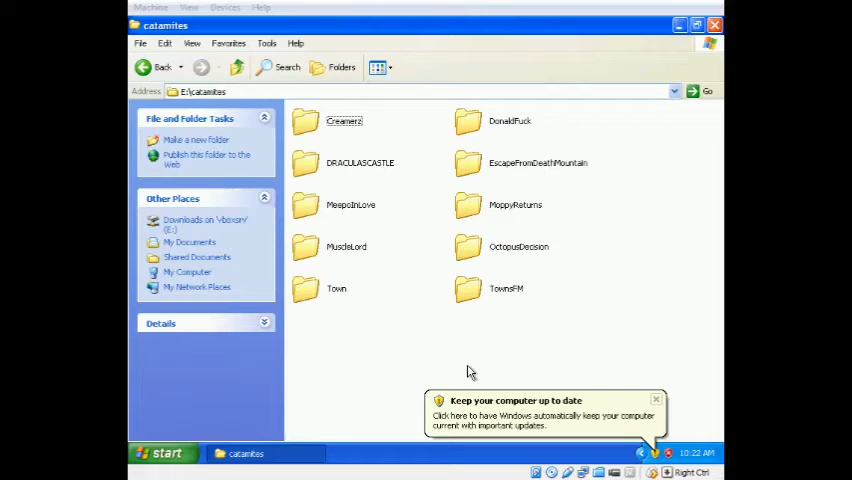 Machine View Devices Help
catamites
File Edit View Favorites Tools Help
Back Search Folders
Address E:\catamites Go
File and Folder Tasks
Make a new folder
Publish this folder to the
Web
Other Places
Downloads on 'vboxsrv'
(E:)
My Documents
Shared Documents
My Computer
My Network Places
Details
Creamerz DonaldFuck
DRACULASCASTLE EscapeFromDeathMountain
MeepoInLove MoppyReturns
MuscleLord OctopusDecision
Town TownsFM
Keep your computer up to date
Click here to have Windows automatically keep your computer
current with important updates.
start catamites 10:22 AM
Right Ctrl